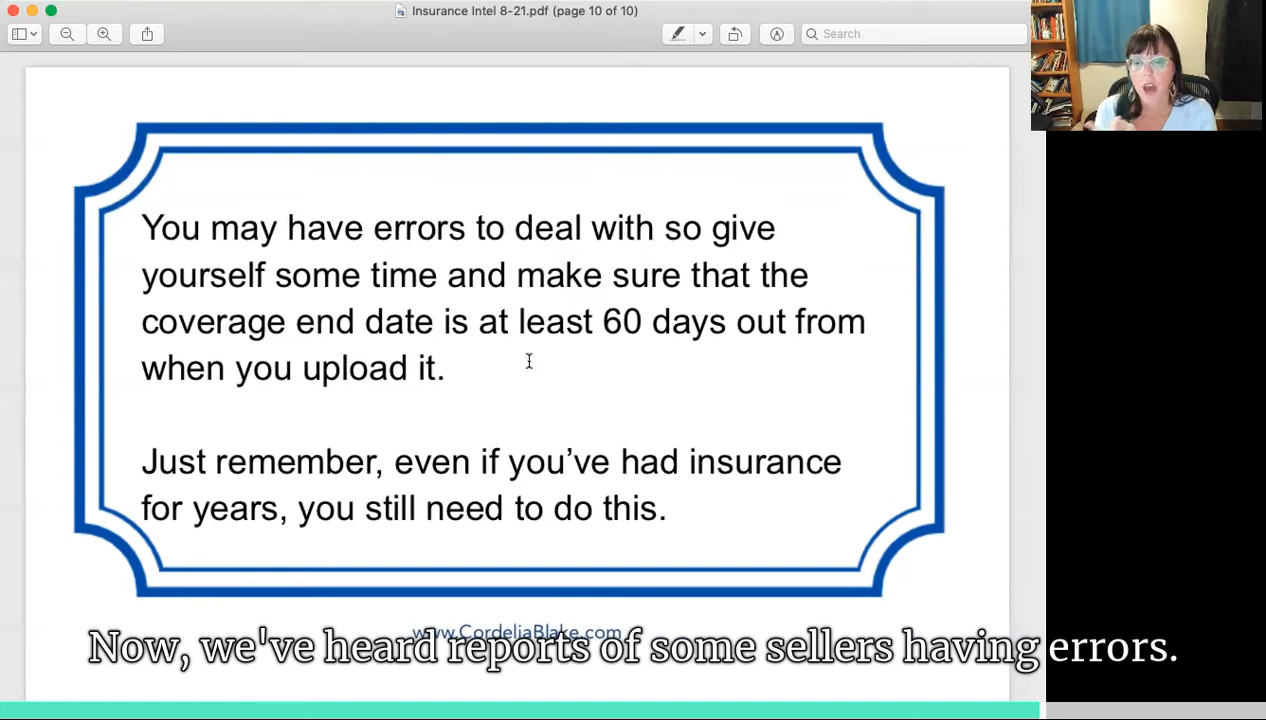 Insurance Intel 8-21.pdf (page 10 of 10)
Search
You may have errors to deal with so give
yourself some time and make sure that the
coverage end date is at least 60 days out from
when you upload it.
Just remember, even if you’ve had insurance
for years, you still need to do this.
www.CordeliaBlake.com
Now, we've heard reports of some sellers having errors.